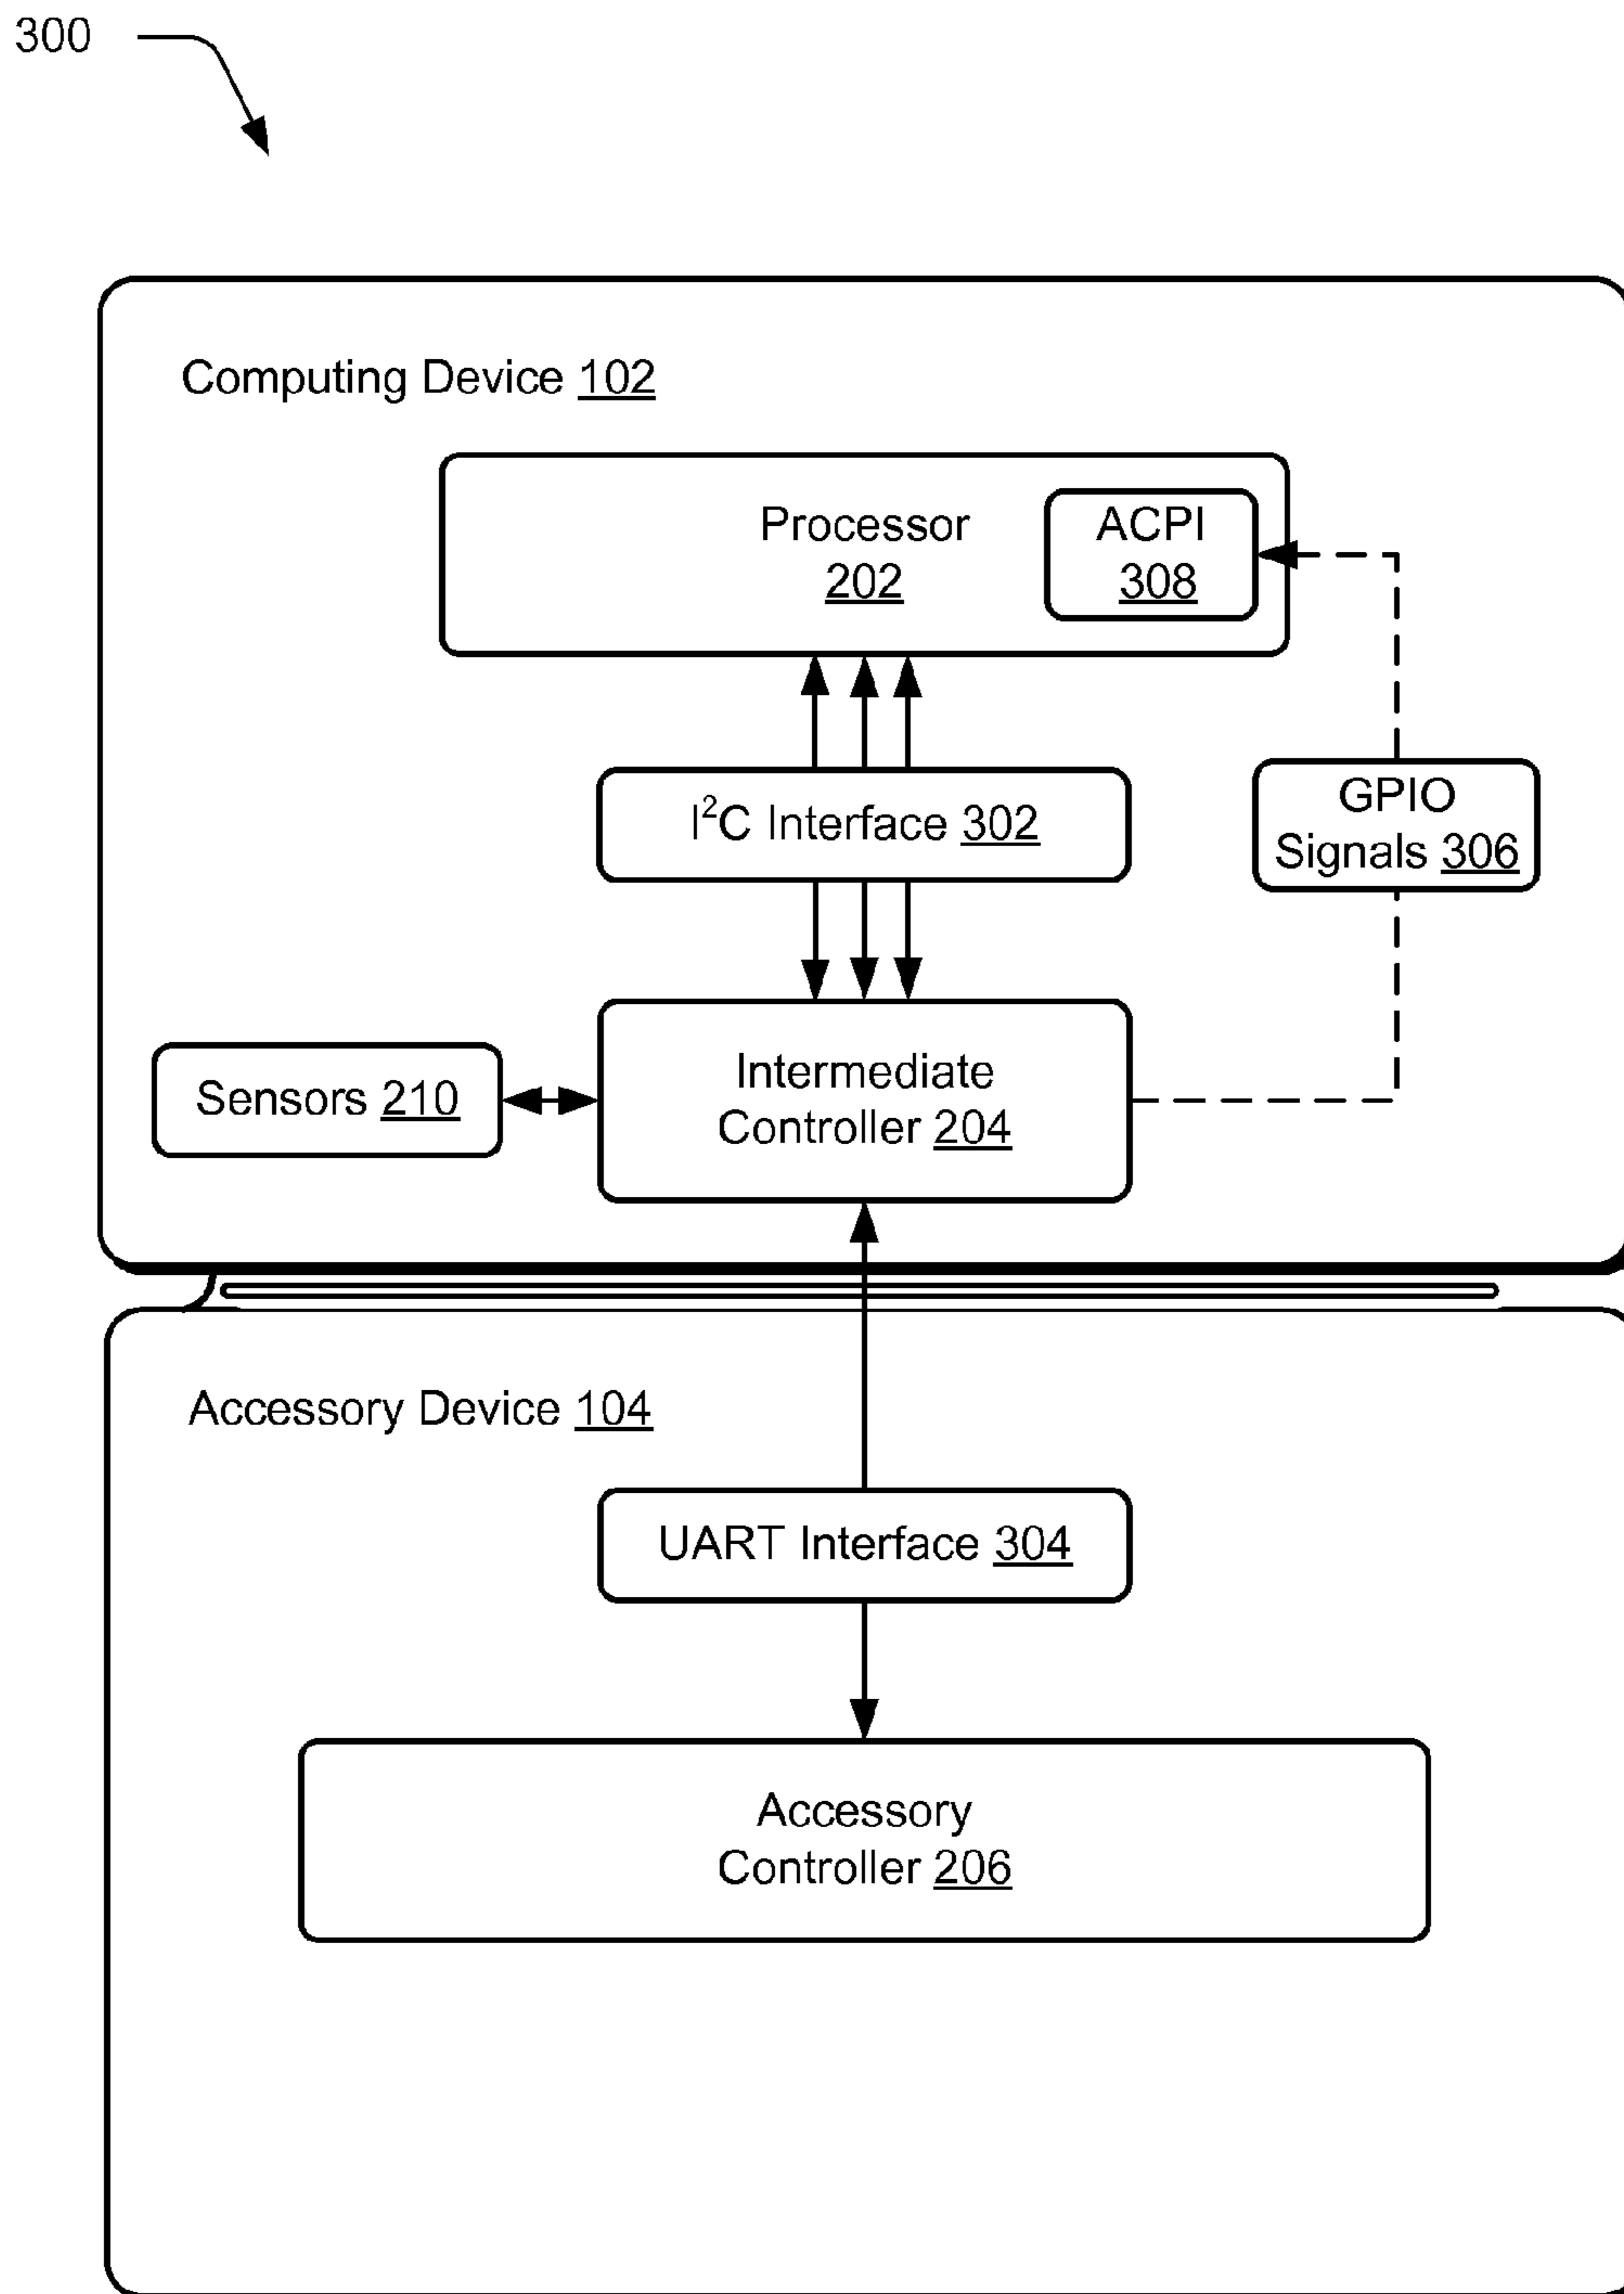 300
Computing Device 102
Processor
202
ACPI
308
I²C Interface 302
GPIO
Signals 306
Sensors 210
Intermediate
Controller 204
Accessory Device 104
UART Interface 304
Accessory
Controller 206